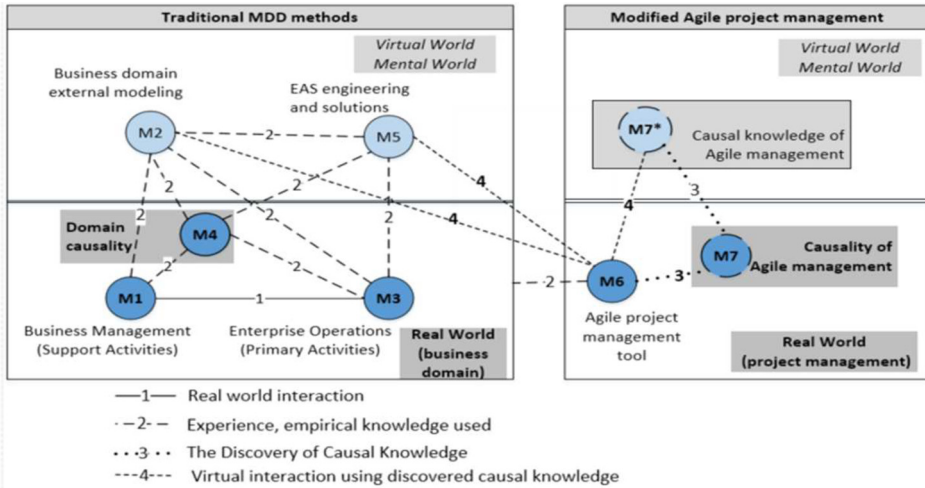 Traditional MDD methods
Modified Agile project management
Virtual World
Mental World
Virtual World
Mental World
Business domain
external modeling
EAS engineering
and solutions
M2
2
M5
M7*
Causal knowledge of
Agile management
2
2
2
4
3
4
2
2
4
Domain
causality
M4
M7
Causality of
Agile management
2
2
3
M1
1
M3
2
M6
Business Management
(Support Activities)
Enterprise Operations
(Primary Activities)
Real World
(business
domain)
Agile project
management
tool
Real World
(project management)
1 Real world interaction
2 Experience, empirical knowledge used
3 The Discovery of Causal Knowledge
4 Virtual interaction using discovered causal knowledge